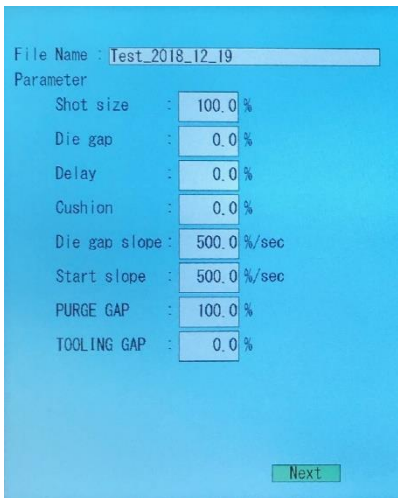 File Name : Test_2018_12_19
Parameter
Shot size : 100.0 %
Die gap : 0.0 %
Delay : 0.0 %
Cushion : 0.0 %
Die gap slope : 500.0 %/sec
Start slope : 500.0 %/sec
PURGE GAP : 100.0 %
TOOLING GAP : 0.0 %
Next